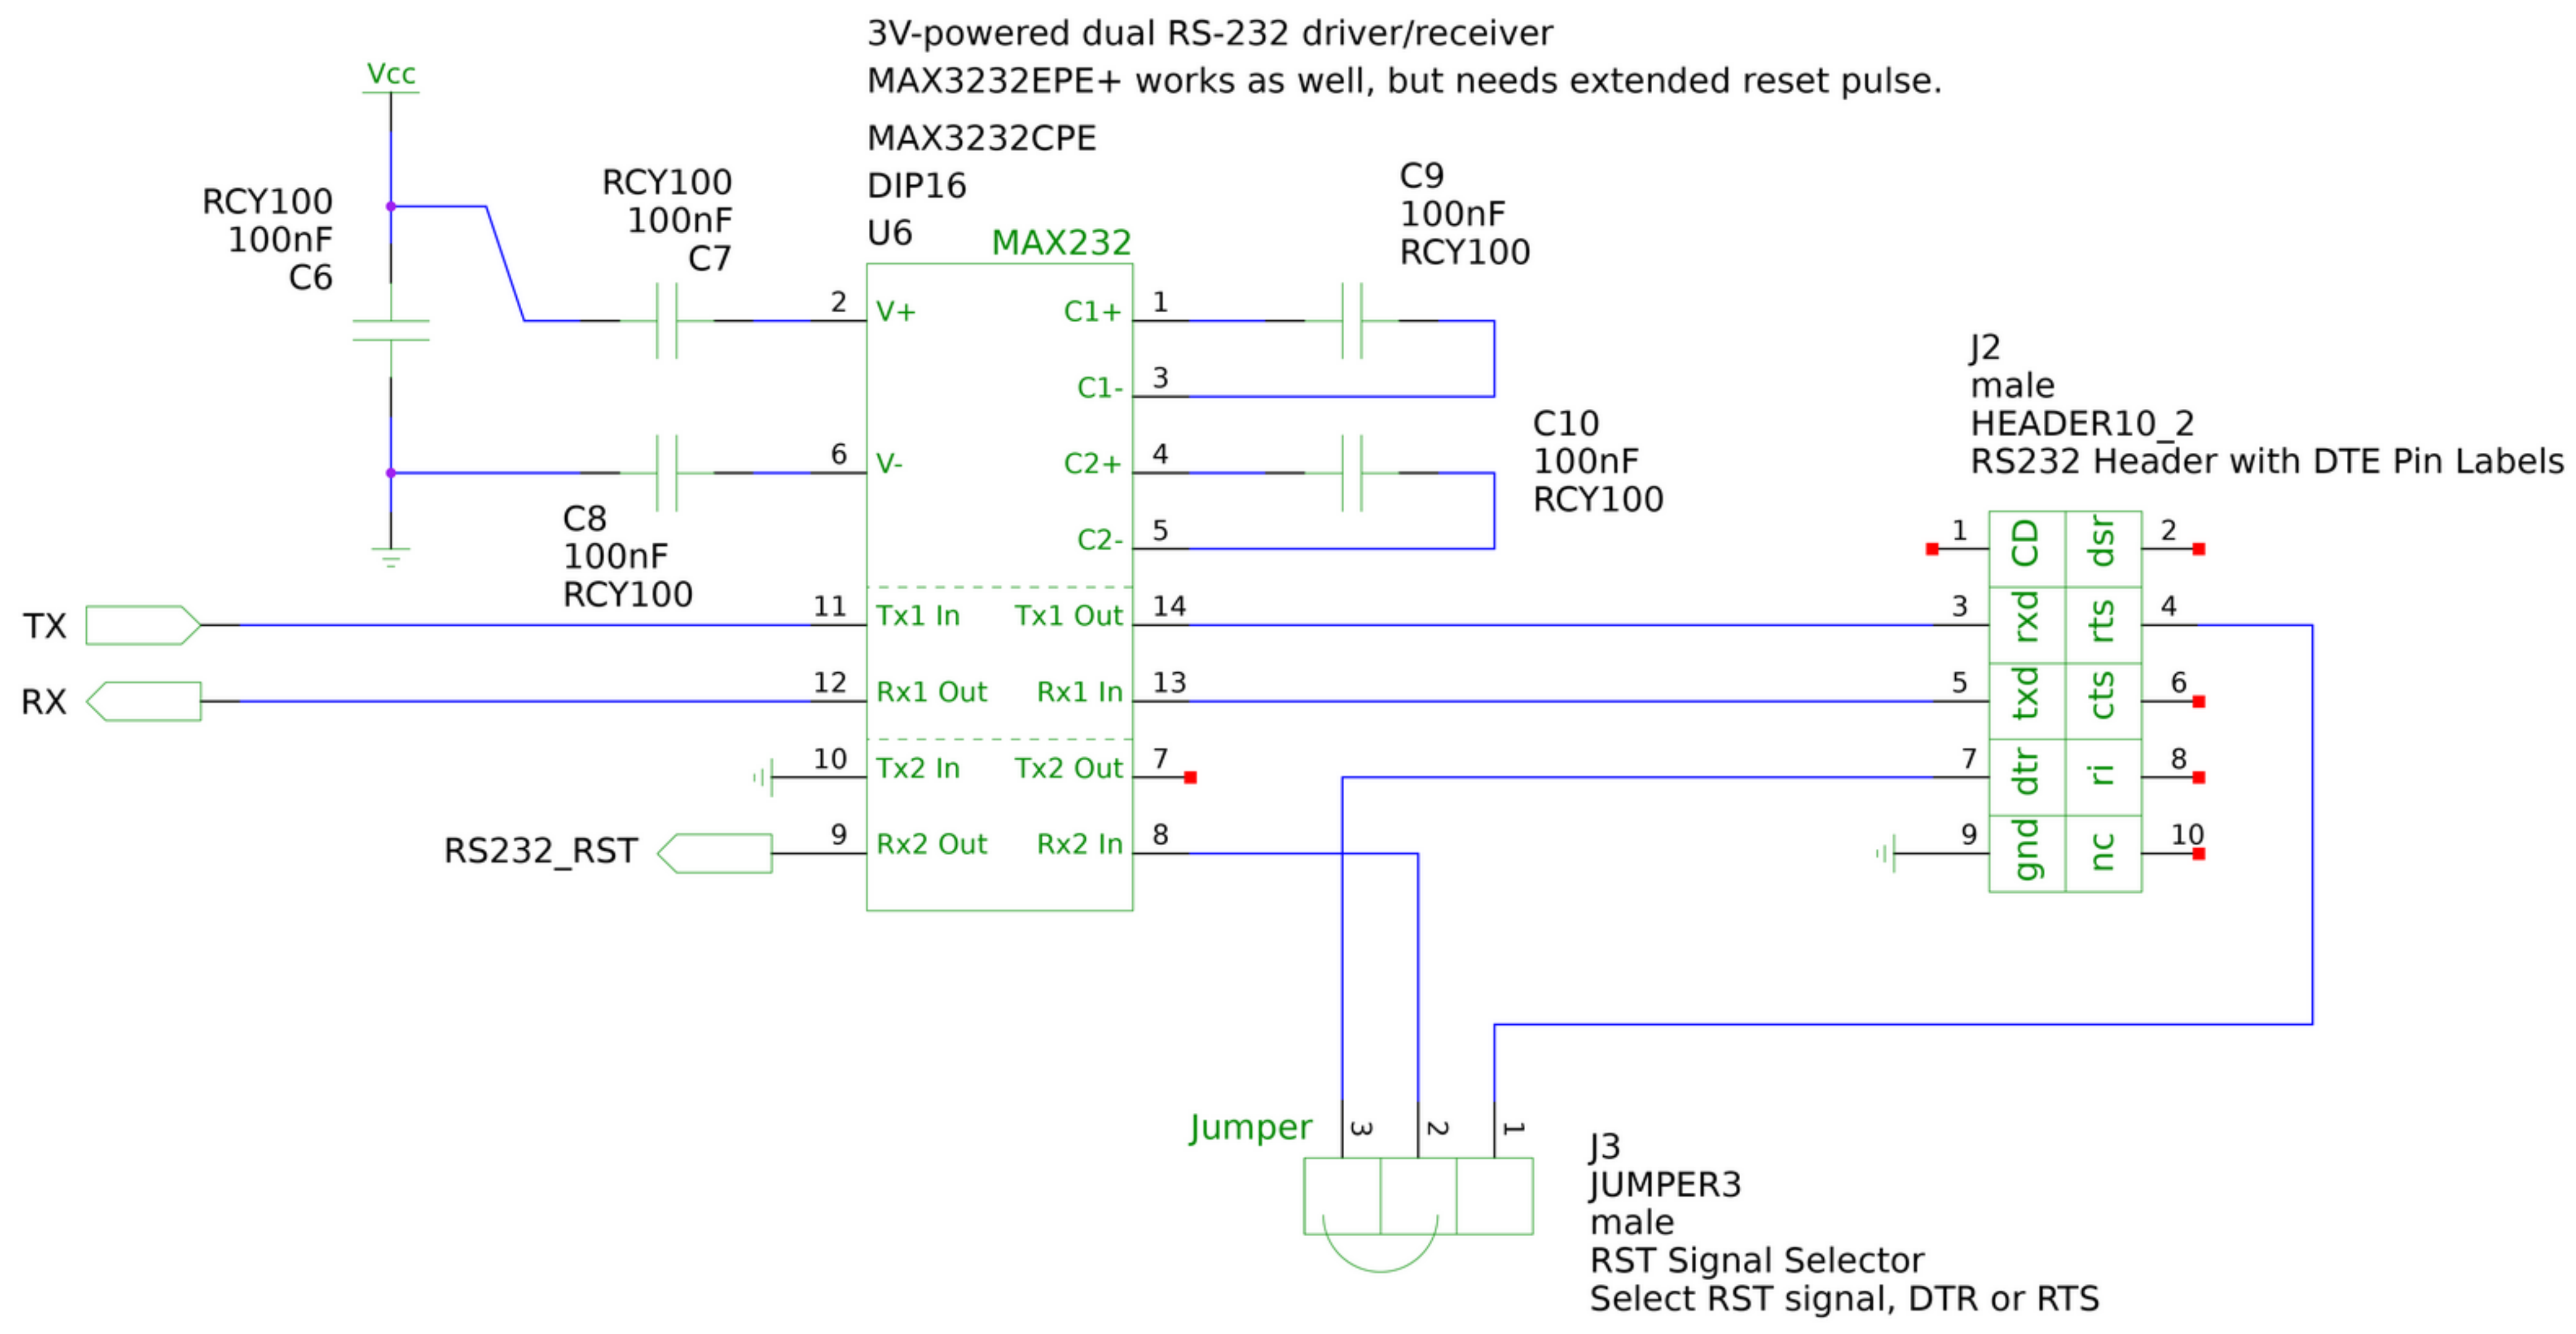 3V-powered dual RS-232 driver/receiver
MAX3232EPE+ works as well, but needs extended reset pulse.
MAX3232CPE
DIP16
U6
MAX232
Vcc
RCY100
100nF
C6
RCY100
100nF
C7
C9
100nF
RCY100
2 V+ C1+ 1
C1- 3
6 V- C2+ 4
C2- 5
C8
100nF
RCY100
C10
100nF
RCY100
TX 11 Tx1 In Tx1 Out 14
RX 12 Rx1 Out Rx1 In 13
10 Tx2 In Tx2 Out 7
RS232_RST 9 Rx2 Out Rx2 In 8
J2
male
HEADER10_2
RS232 Header with DTE Pin Labels
1 CD dsr 2
3 rxd rts 4
5 txd cts 6
7 dtr ri 8
9 gnd nc 10
Jumper
3 2 1
J3
JUMPER3
male
RST Signal Selector
Select RST signal, DTR or RTS